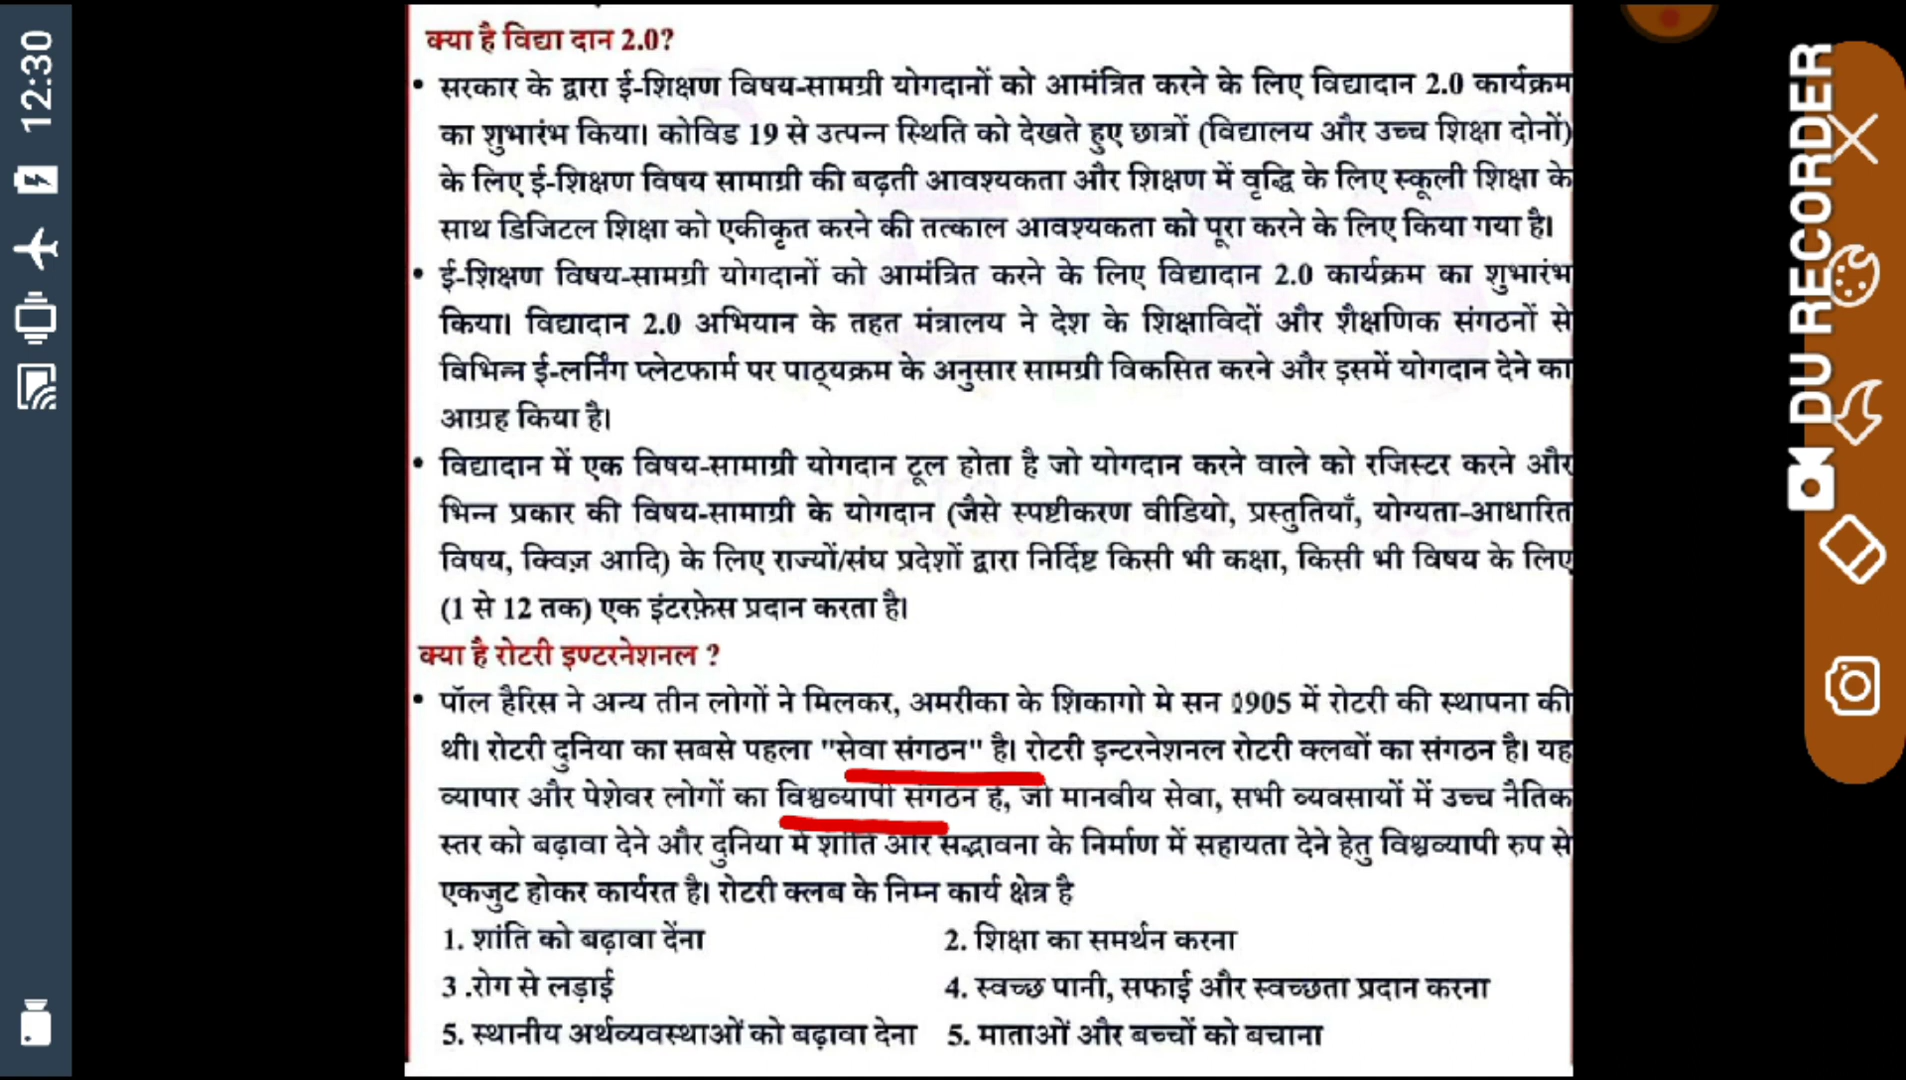 12:30
क्या है विद्या दान 2.0?
• सरकार के द्वारा ई-शिक्षण विषय-सामग्री योगदानों को आमंत्रित करने के लिए विद्यादान 2.0 कार्यक्रम
का शुभारंभ किया। कोविड 19 से उत्पन्न स्थिति को देखते हुए छात्रों (विद्यालय और उच्च शिक्षा दोनों)
के लिए ई-शिक्षण विषय सामाग्री की बढ़ती आवश्यकता और शिक्षण में वृद्धि के लिए स्कूली शिक्षा के
साथ डिजिटल शिक्षा को एकीकृत करने की तत्काल आवश्यकता को पूरा करने के लिए किया गया है।
• ई-शिक्षण विषय-सामग्री योगदानों को आमंत्रित करने के लिए विद्यादान 2.0 कार्यक्रम का शुभारंभ
किया। विद्यादान 2.0 अभियान के तहत मंत्रालय ने देश के शिक्षाविदों और शैक्षणिक संगठनों से
विभिन्न ई-लर्निंग प्लेटफार्म पर पाठ्यक्रम के अनुसार सामग्री विकसित करने और इसमें योगदान देने का
आग्रह किया है।
• विद्यादान में एक विषय-सामाग्री योगदान टूल होता है जो योगदान करने वाले को रजिस्टर करने और
भिन्न प्रकार की विषय-सामाग्री के योगदान (जैसे स्पष्टीकरण वीडियो, प्रस्तुतियाँ, योग्यता-आधारित
विषय, क्विज़ आदि) के लिए राज्यों/संघ प्रदेशों द्वारा निर्दिष्ट किसी भी कक्षा, किसी भी विषय के लिए
(1 से 12 तक) एक इंटरफ़ेस प्रदान करता है।
क्या है रोटरी इण्टरनेशनल ?
• पॉल हैरिस ने अन्य तीन लोगों ने मिलकर, अमरीका के शिकागो मे सन 1905 में रोटरी की स्थापना की
थी। रोटरी दुनिया का सबसे पहला "सेवा संगठन" है। रोटरी इन्टरनेशनल रोटरी क्लबों का संगठन है। यह
व्यापार और पेशेवर लोगों का विश्वव्यापी संगठन है, जो मानवीय सेवा, सभी व्यवसायों में उच्च नैतिक
स्तर को बढ़ावा देने और दुनिया में शांति और सद्भावना के निर्माण में सहायता देने हेतु विश्वव्यापी रुप से
एकजुट होकर कार्यरत है। रोटरी क्लब के निम्न कार्य क्षेत्र है
1. शांति को बढ़ावा देंना 2. शिक्षा का समर्थन करना
3 .रोग से लड़ाई 4. स्वच्छ पानी, सफाई और स्वच्छता प्रदान करना
5. स्थानीय अर्थव्यवस्थाओं को बढ़ावा देना 5. माताओं और बच्चों को बचाना
DU RECORDER